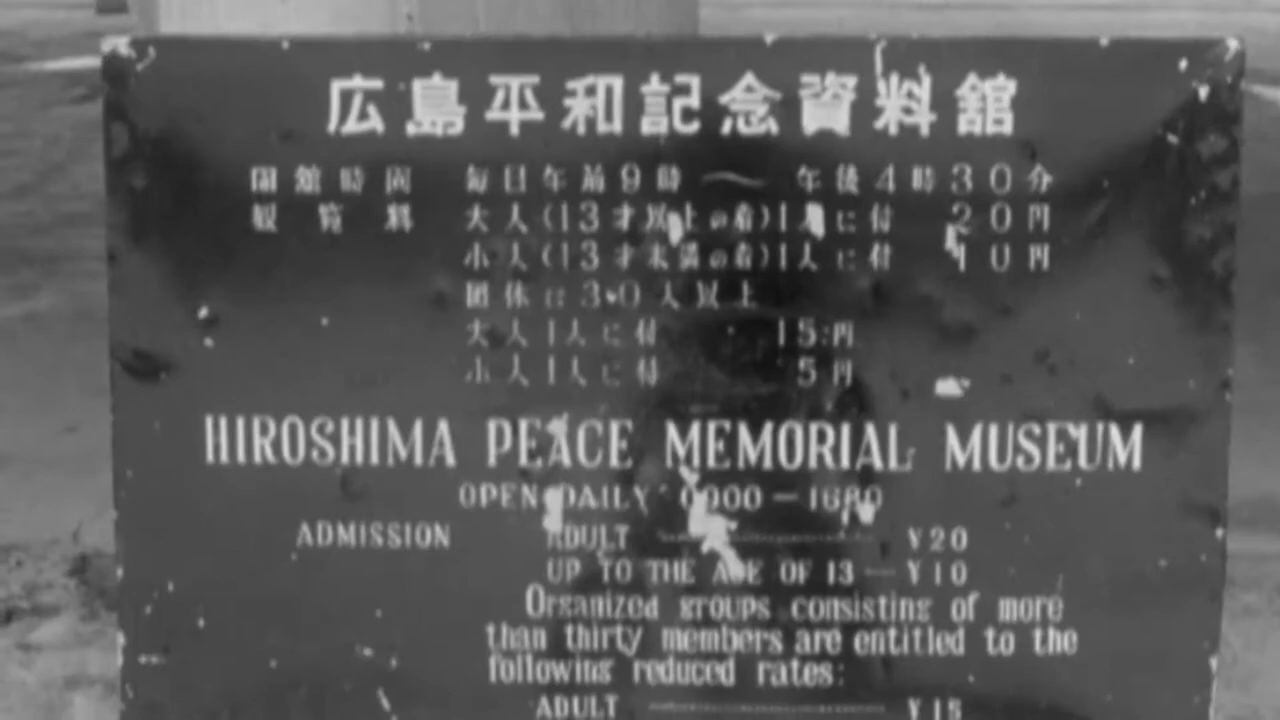 広島平和記念資料館
開館時間 毎日午前9時〜午後4時30分
観覧料 大人(13才以上の者)1人に付 20円
小人(13才未満の者)1人に付 10円
団体は30人以上
大人1人に付 15円
小人1人に付 5円
HIROSHIMA PEACE MEMORIAL MUSEUM
OPEN DAILY 0900 — 1630
ADMISSION ADULT ¥20
UP TO THE AGE OF 13 — ¥10
Organized groups consisting of more
than thirty members are entitled to the
following reduced rates:
ADULT ¥15